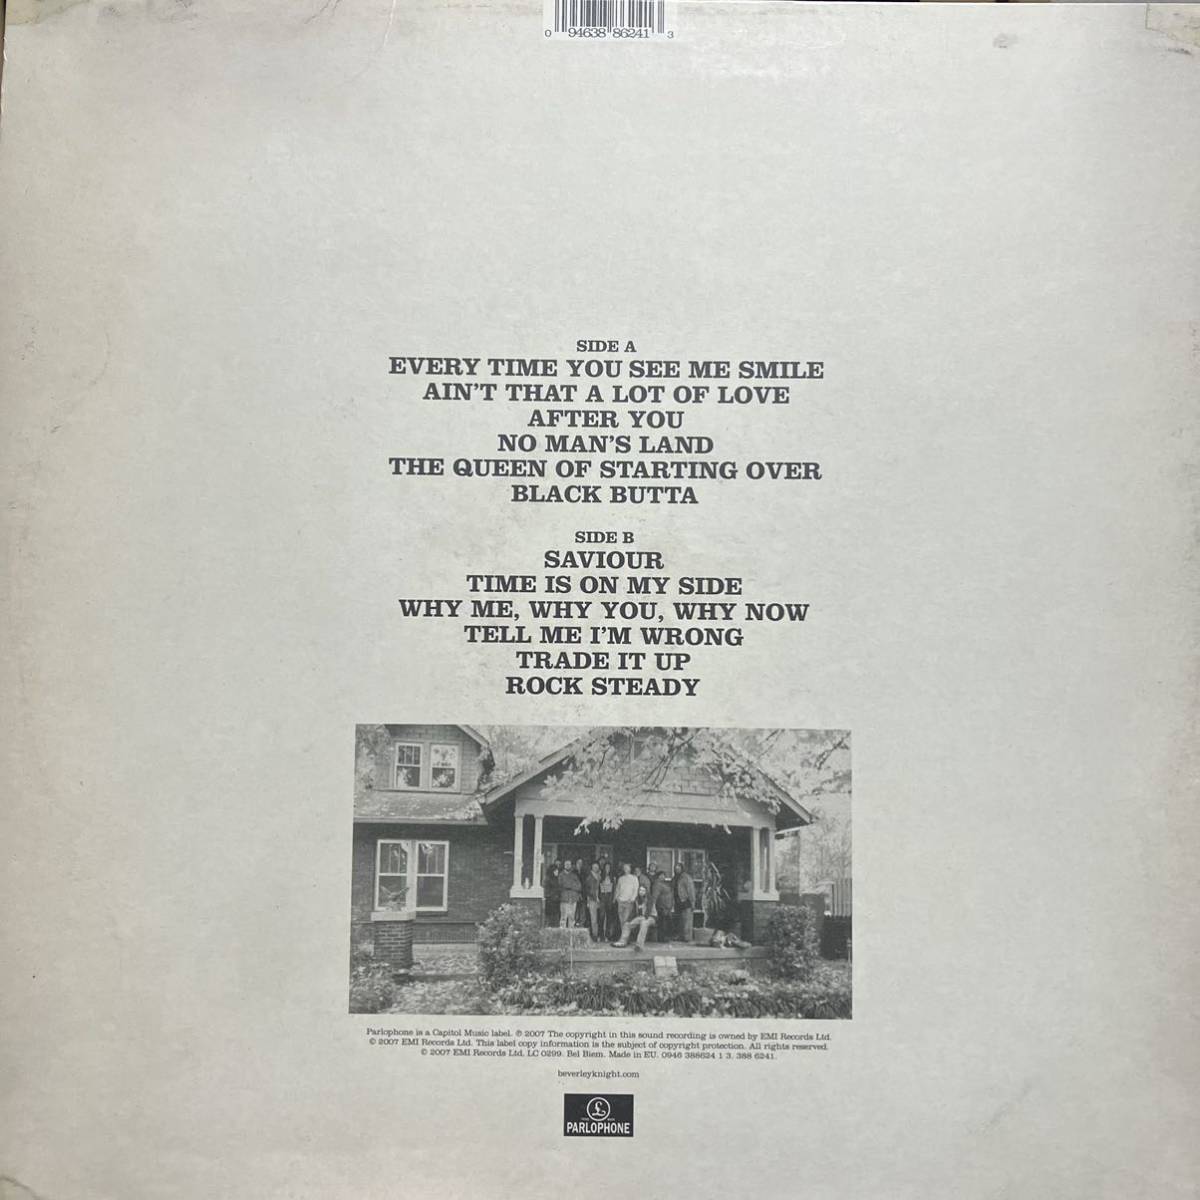 0 94638 86241 3
SIDE A
EVERY TIME YOU SEE ME SMILE
AIN'T THAT A LOT OF LOVE
AFTER YOU
NO MAN'S LAND
THE QUEEN OF STARTING OVER
BLACK BUTTA
SIDE B
SAVIOUR
TIME IS ON MY SIDE
WHY ME, WHY YOU, WHY NOW
TELL ME I'M WRONG
TRADE IT UP
ROCK STEADY
Parlophone is a Capitol Music label. ℗ 2007 The copyright in this sound recording is owned by EMI Records Ltd.
© 2007 EMI Records Ltd. This label copy information is the subject of copyright protection. All rights reserved.
© 2007 EMI Records Ltd. LC 0299. Bel Biem. Made in EU. 0946 388624 1 3. 388 6241.
beverleyknight.com
£
PARLOPHONE